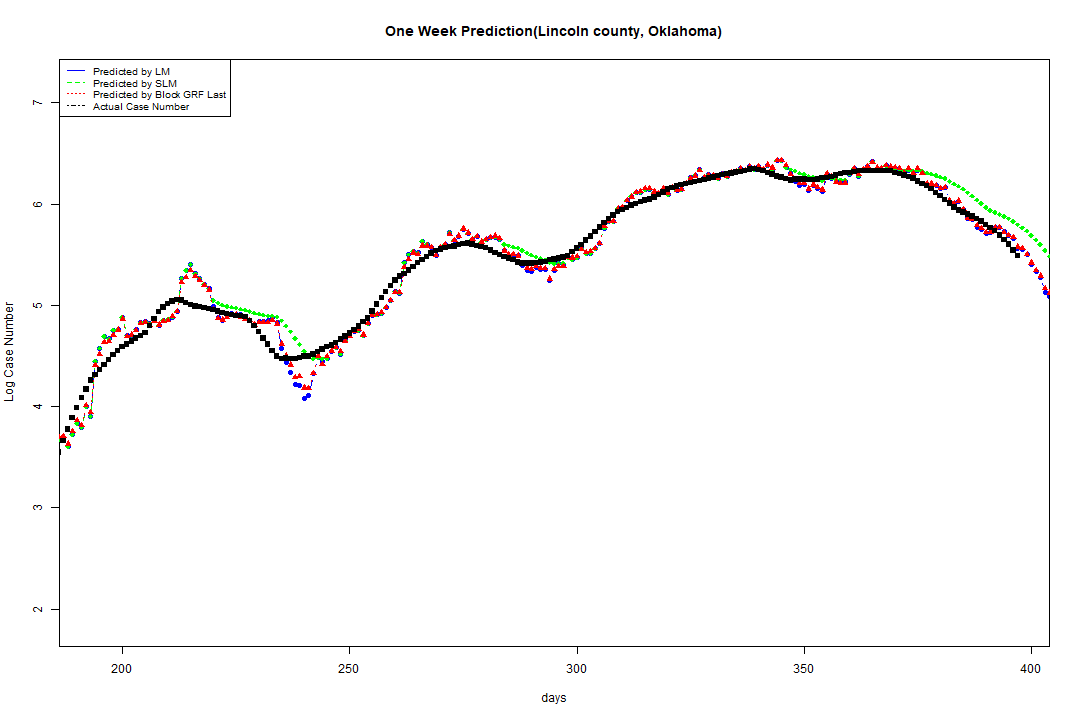 One Week Prediction(Lincoln county, Oklahoma)
Predicted by LM
Predicted by SLM
Predicted by Block GRF Last
Actual Case Number
7
6
5
4
3
2
Log Case Number
200 250 300 350 400
days